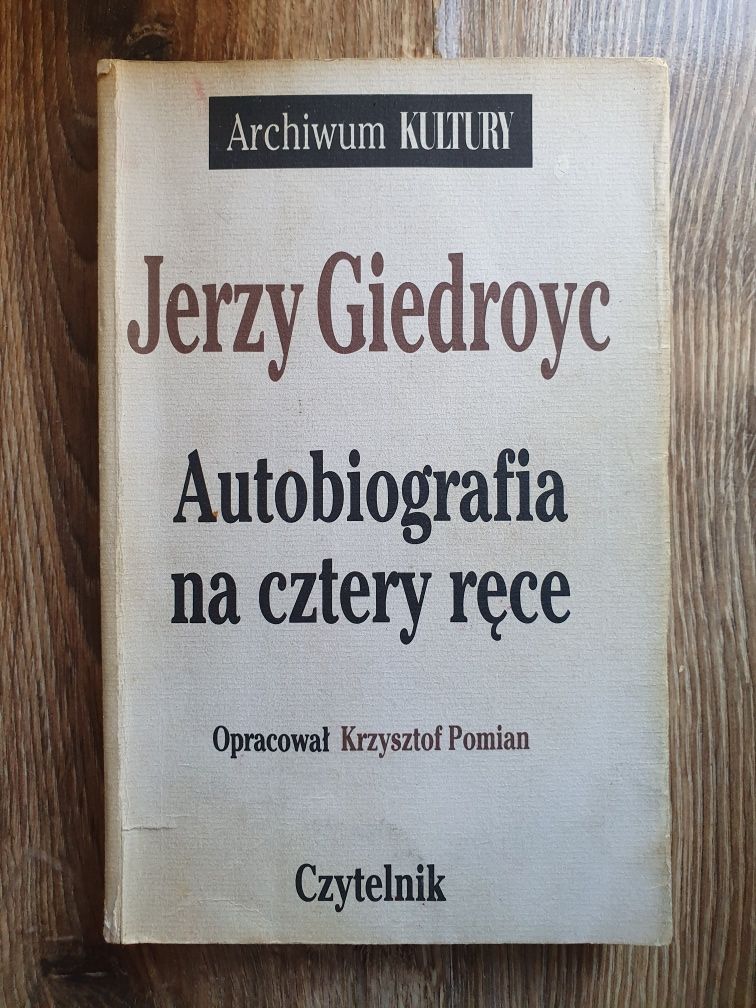 Archiwum KULTURY
Jerzy Giedroyc
Autobiografia
na cztery ręce
Opracował Krzysztof Pomian
Czytelnik